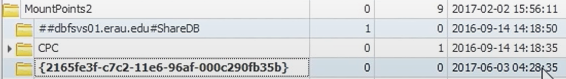 MountPoints2 0 9 2017-02-02 15:56:11
##dbfsvs01.erau.edu#ShareDB 1 0 2016-09-14 14:18:50
CPC 0 1 2016-09-14 14:18:35
{2165fe3f-c7c2-11e6-96af-000c290fb35b} 0 0 2017-06-03 04:28:35